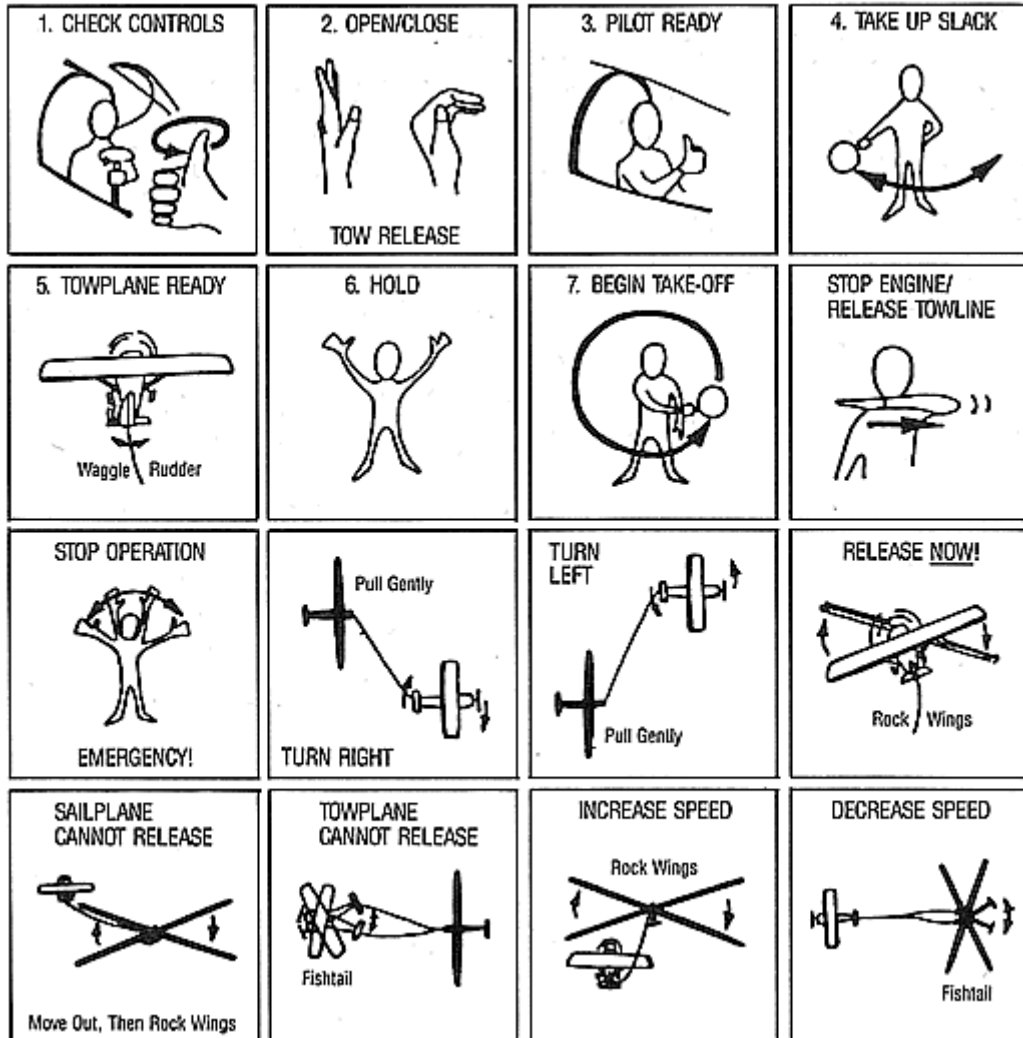 1. CHECK CONTROLS
2. OPEN/CLOSE
TOW RELEASE
3. PILOT READY
4. TAKE UP SLACK
5. TOWPLANE READY
Waggle Rudder
6. HOLD
7. BEGIN TAKE-OFF
STOP ENGINE/
RELEASE TOWLINE
STOP OPERATION
EMERGENCY!
Pull Gently
TURN RIGHT
TURN
LEFT
Pull Gently
RELEASE NOW!
Rock Wings
SAILPLANE
CANNOT RELEASE
Move Out, Then Rock Wings
TOWPLANE
CANNOT RELEASE
Fishtail
INCREASE SPEED
Rock Wings
DECREASE SPEED
Fishtail